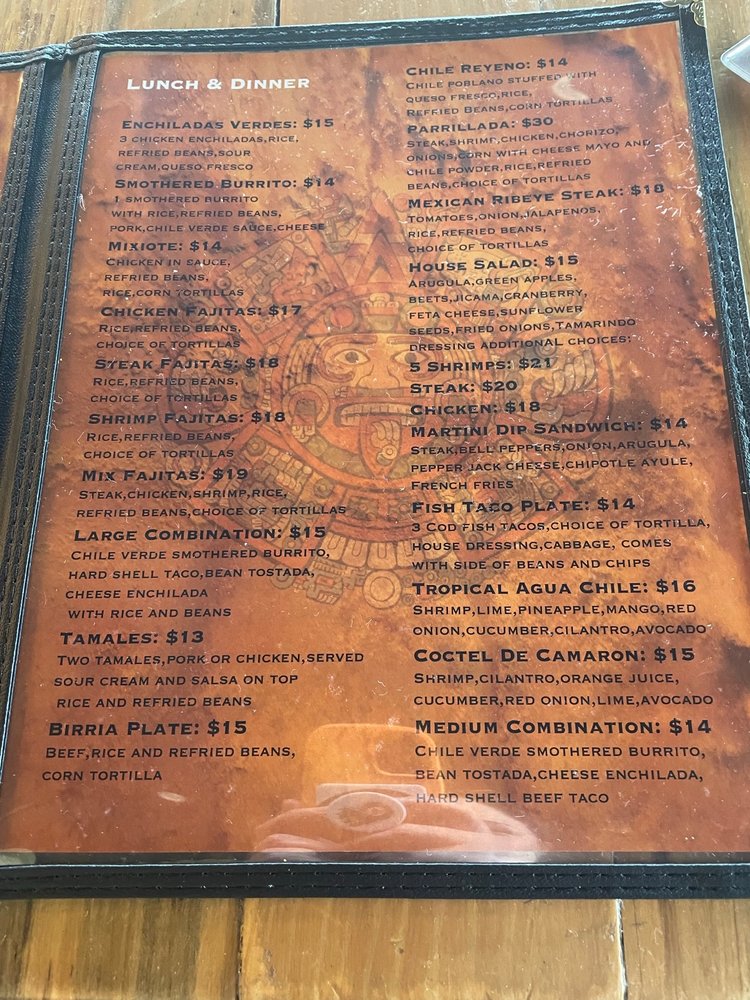 LUNCH & DINNER
ENCHILADAS VERDES: $15
3 CHICKEN ENCHILADAS,RICE,
REFRIED BEANS,SOUR
CREAM,QUESO FRESCO
SMOTHERED BURRITO: $14
1 SMOTHERED BURRITO
WITH RICE,REFRIED BEANS,
PORK,CHILE VERDE SAUCE,CHEESE
MIXIOTE: $14
CHICKEN IN SAUCE,
REFRIED BEANS,
RICE,CORN TORTILLAS
CHICKEN FAJITAS: $17
RICE,REFRIED BEANS,
CHOICE OF TORTILLAS
STEAK FAJITAS: $18
RICE,REFRIED BEANS,
CHOICE OF TORTILLAS
SHRIMP FAJITAS: $18
RICE,REFRIED BEANS,
CHOICE OF TORTILLAS
MIX FAJITAS: $19
STEAK,CHICKEN,SHRIMP,RICE,
REFRIED BEANS,CHOICE OF TORTILLAS
LARGE COMBINATION: $15
CHILE VERDE SMOTHERED BURRITO,
HARD SHELL TACO,BEAN TOSTADA,
CHEESE ENCHILADA
WITH RICE AND BEANS
TAMALES: $13
TWO TAMALES,PORK OR CHICKEN,SERVED
SOUR CREAM AND SALSA ON TOP
RICE AND REFRIED BEANS
BIRRIA PLATE: $15
BEEF,RICE AND REFRIED BEANS,
CORN TORTILLA
CHILE REYENO: $14
CHILE POBLANO STUFFED WITH
QUESO FRESCO,RICE,
REFRIED BEANS,CORN TORTILLAS
PARRILLADA: $30
STEAK,SHRIMP,CHICKEN,CHORIZO,
ONIONS,CORN WITH CHEESE MAYO AND
CHILE POWDER,RICE,REFRIED
BEANS,CHOICE OF TORTILLAS
MEXICAN RIBEYE STEAK: $18
TOMATOES,ONION,JALAPENOS,
RICE,REFRIED BEANS,
CHOICE OF TORTILLAS
HOUSE SALAD: $15
ARUGULA,GREEN APPLES,
BEETS,JICAMA,CRANBERRY,
FETA CHEESE,SUNFLOWER
SEEDS,FRIED ONIONS,TAMARINDO
DRESSING ADDITIONAL CHOICES:
5 SHRIMPS: $21
STEAK: $20
CHICKEN: $18
MARTINI DIP SANDWICH: $14
STEAK,BELL PEPPERS,ONION,ARUGULA,
PEPPER JACK CHEESE,CHIPOTLE AYULE,
FRENCH FRIES
FISH TACO PLATE: $14
3 COD FISH TACOS,CHOICE OF TORTILLA,
HOUSE DRESSING,CABBAGE, COMES
WITH SIDE OF BEANS AND CHIPS
TROPICAL AGUA CHILE: $16
SHRIMP,LIME,PINEAPPLE,MANGO,RED
ONION,CUCUMBER,CILANTRO,AVOCADO
COCTEL DE CAMARON: $15
SHRIMP,CILANTRO,ORANGE JUICE,
CUCUMBER,RED ONION,LIME,AVOCADO
MEDIUM COMBINATION: $14
CHILE VERDE SMOTHERED BURRITO,
BEAN TOSTADA,CHEESE ENCHILADA,
HARD SHELL BEEF TACO